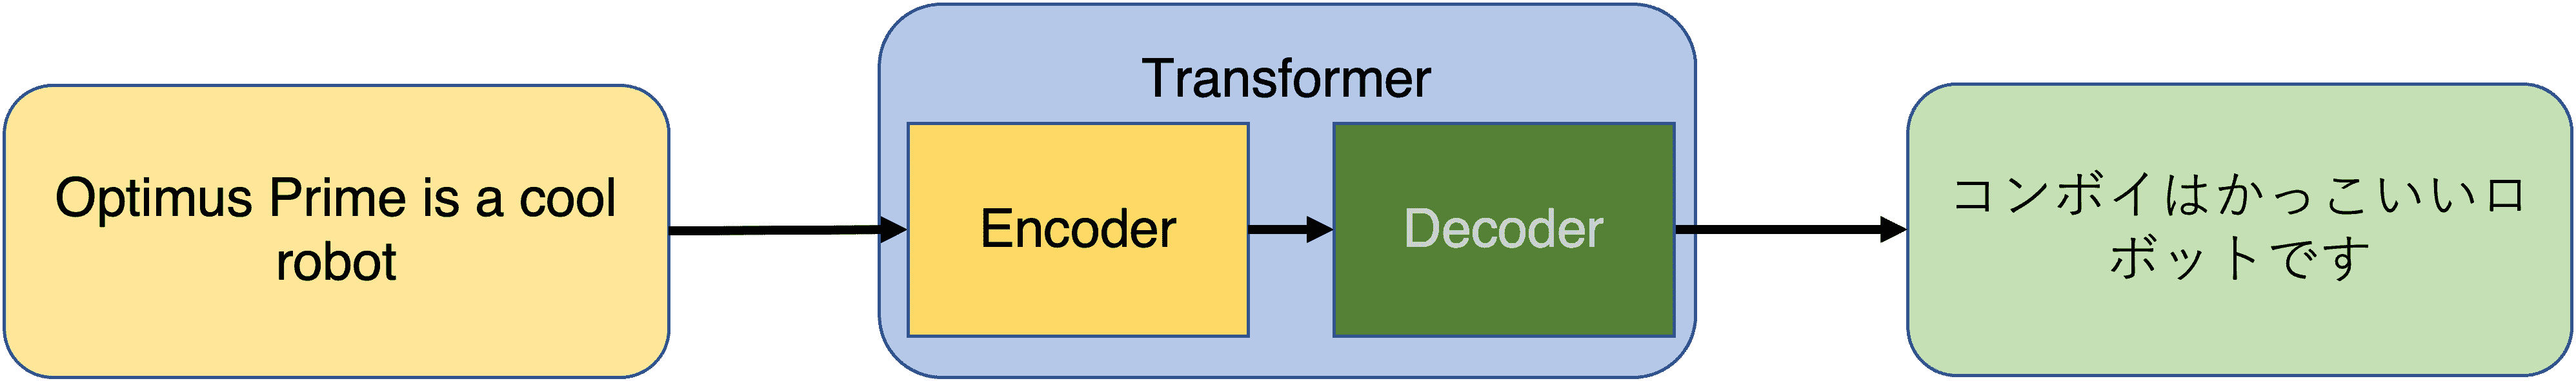 Optimus Prime is a cool
robot
Transformer
Encoder
Decoder
コンボイはかっこいいロ
ボットです